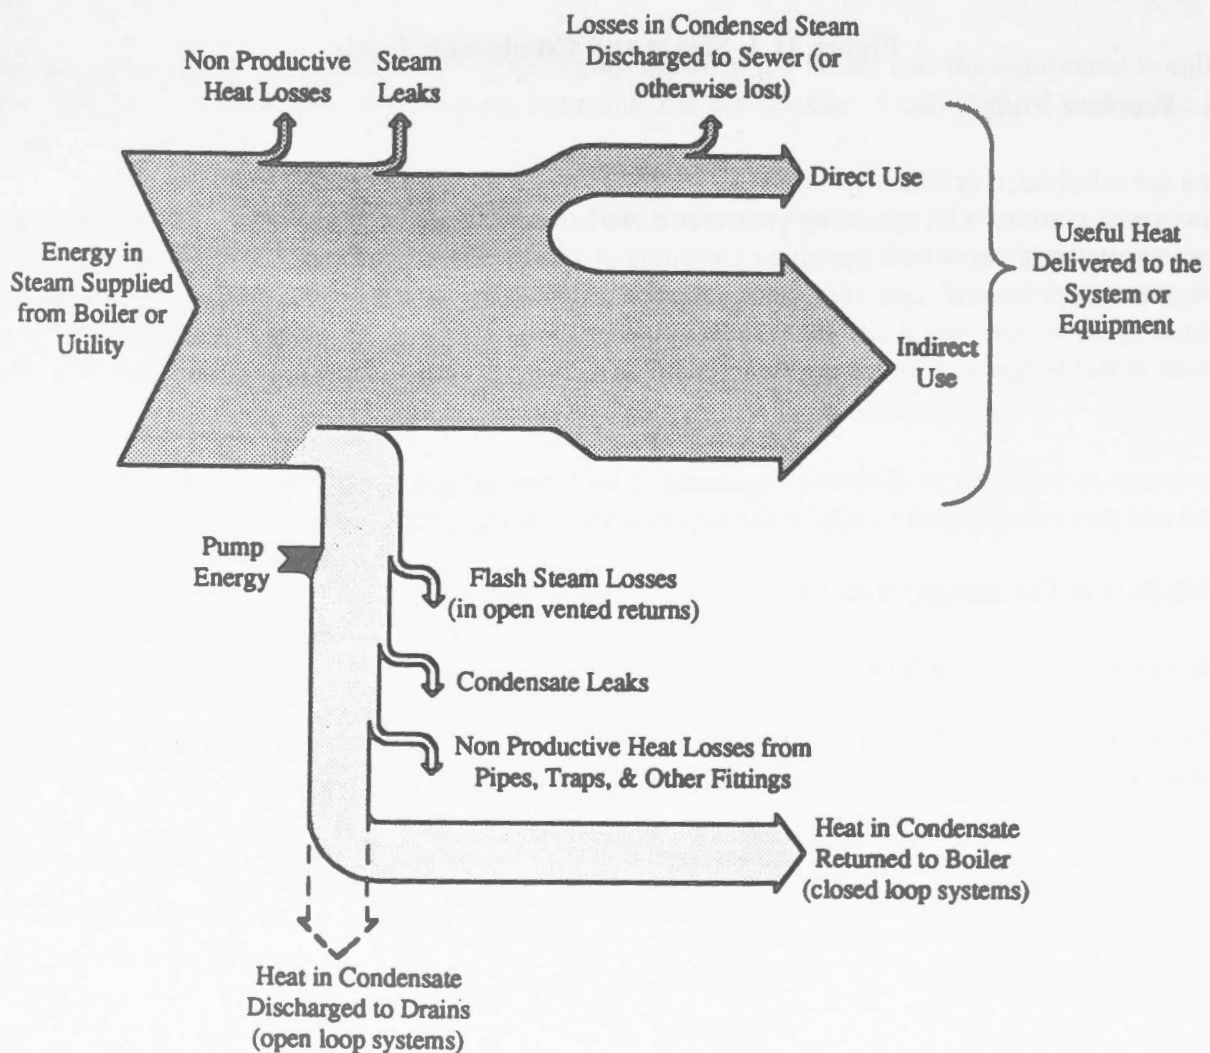 Losses in Condensed Steam
Discharged to Sewer (or
otherwise lost)
Non Productive
Heat Losses
Steam
Leaks
Direct Use
Energy in
Steam Supplied
from Boiler or
Utility
Useful Heat
Delivered to the
System or
Equipment
Indirect
Use
Pump
Energy
Flash Steam Losses
(in open vented returns)
Condensate Leaks
Non Productive Heat Losses from
Pipes, Traps, & Other Fittings
Heat in Condensate
Returned to Boiler
(closed loop systems)
Heat in Condensate
Discharged to Drains
(open loop systems)